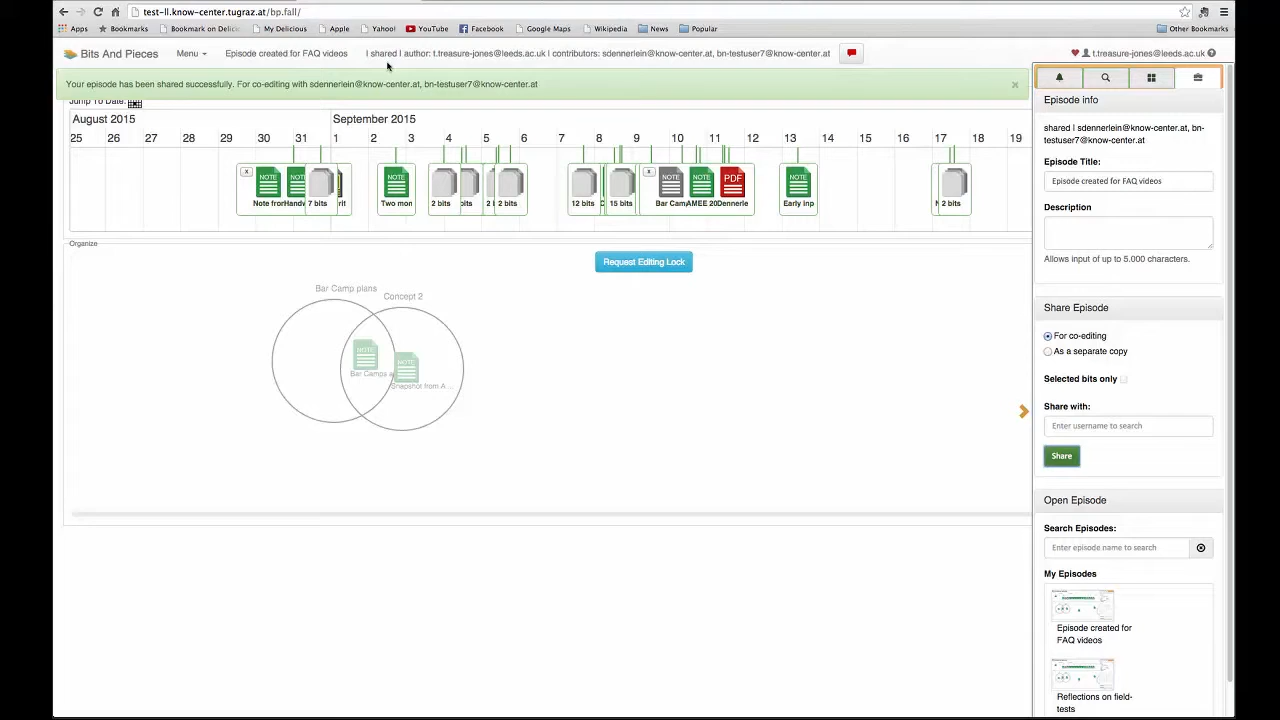 test-ll.know-center.tugraz.at/bp.fall/
Apps Bookmarks Bookmark on Delic My Delicious Apple Yahoo! YouTube Facebook Google Maps Wikipedia News Popular Other Bookmarks
Bits And Pieces Menu Episode created for FAQ videos | shared | author: t.treasure-jones@leeds.ac.uk | contributors: sdennerlein@know-center.at, bn-testuser7@know-center.at t.treasure-jones@leeds.ac.uk
Your episode has been shared successfully. For co-editing with sdennerlein@know-center.at, bn-testuser7@know-center.at ×
Jump To Date:
August 2015 September 2015
25 26 27 28 29 30 31 1 2 3 4 5 6 7 8 9 10 11 12 13 14 15 16 17 18 19
x NOTE NOTE NOTE x NOTE NOTE PDF NOTE
Note from Handw 7 bits Two mon 2 bits bits 2 bits 12 bits 15 bits Bar Cam AMEE 20 Dennerle Early inp 2 bits
Organize
Request Editing Lock
Bar Camp plans
Concept 2
NOTE
NOTE
Bar Camps
Snapshot from A ...
Episode info
shared | sdennerlein@know-center.at, bn-
testuser7@know-center.at
Episode Title:
Episode created for FAQ videos
Description
Allows input of up to 5.000 characters.
Share Episode
For co-editing
As a separate copy
Selected bits only
Share with:
Enter username to search
Share
Open Episode
Search Episodes:
Enter episode name to search
My Episodes
Episode created for
FAQ videos
Reflections on field-
tests